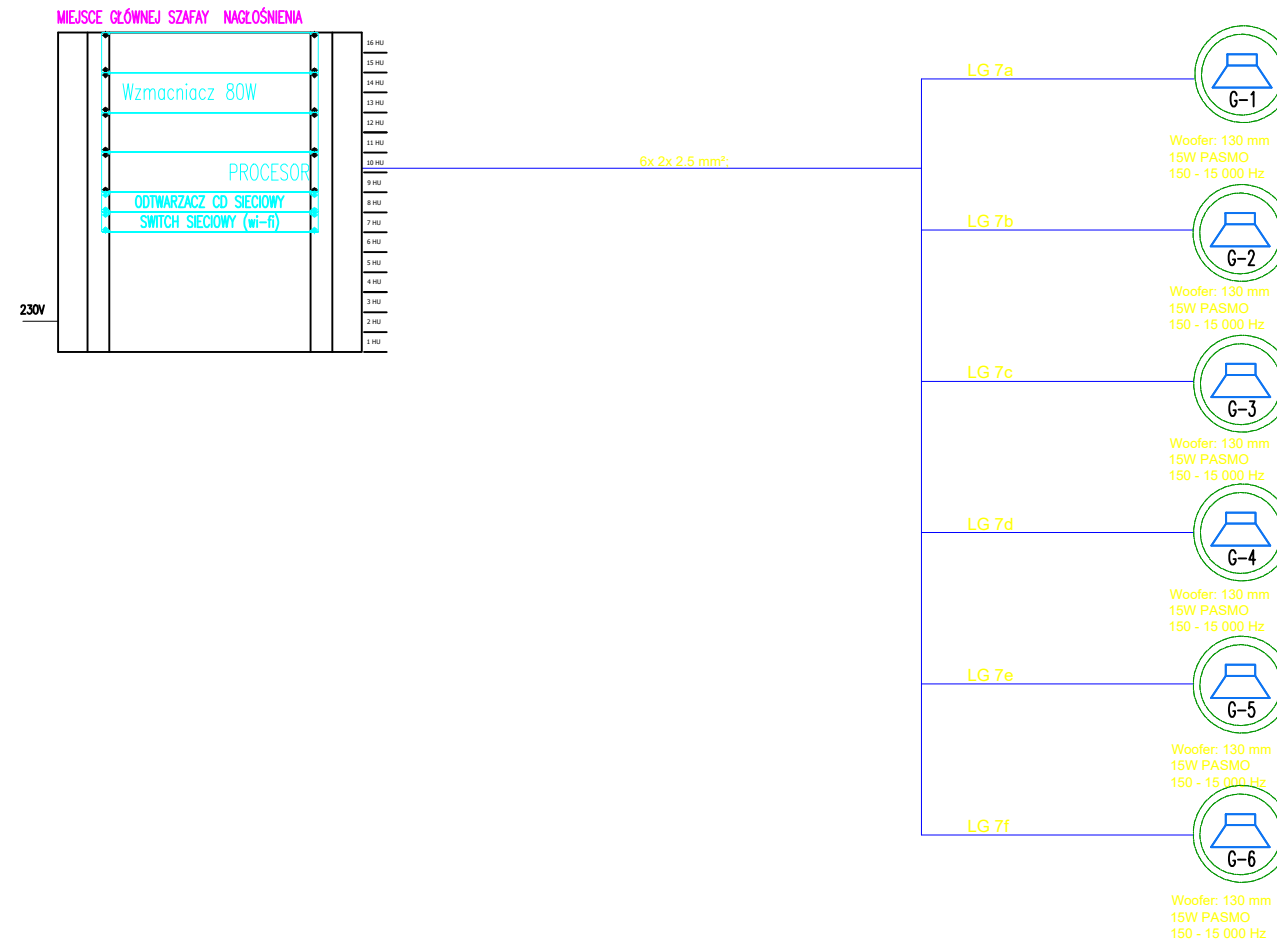 MIEJSCE GŁÓWNEJ SZAFAY NAGŁOŚNIENIA
16 HU
15 HU
14 HU
13 HU
12 HU
11 HU
10 HU
9 HU
8 HU
7 HU
6 HU
5 HU
4 HU
3 HU
2 HU
1 HU
Wzmacniacz 80W
PROCESOR
ODTWARZACZ CD SIECIOWY
SWITCH SIECIOWY (wi-fi)
230V
6x 2x 2.5 mm².
LG 7a
G-1
Woofer: 130 mm
15W PASMO
150 - 15 000 Hz
LG 7b
G-2
Woofer: 130 mm
15W PASMO
150 - 15 000 Hz
LG 7c
G-3
Woofer: 130 mm
15W PASMO
150 - 15 000 Hz
LG 7d
G-4
Woofer: 130 mm
15W PASMO
150 - 15 000 Hz
LG 7e
G-5
Woofer: 130 mm
15W PASMO
150 - 15 000 Hz
LG 7f
G-6
Woofer: 130 mm
15W PASMO
150 - 15 000 Hz